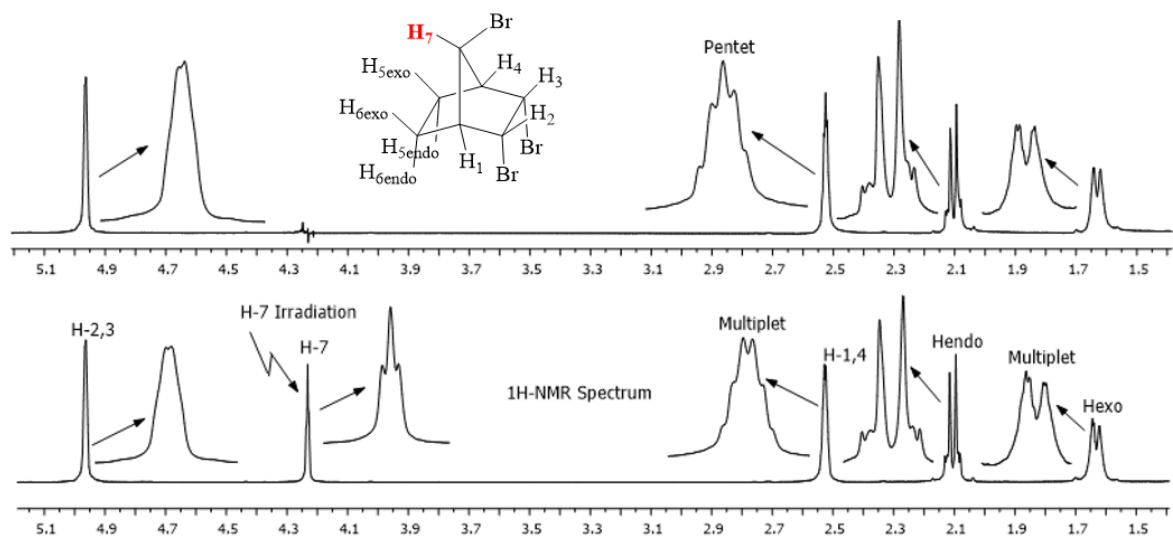 H7
Br
H5exo
H4
H3
H6exo
H2
H5endo
Br
H6endo
H1
Br
Pentet
5.1 4.9 4.7 4.5 4.3 4.1 3.9 3.7 3.5 3.3 3.1 2.9 2.7 2.5 2.3 2.1 1.9 1.7 1.5
H-2,3
H-7 Irradiation
H-7
1H-NMR Spectrum
Multiplet
H-1,4
Hendo
Multiplet
Hexo
5.1 4.9 4.7 4.5 4.3 4.1 3.9 3.7 3.5 3.3 3.1 2.9 2.7 2.5 2.3 2.1 1.9 1.7 1.5